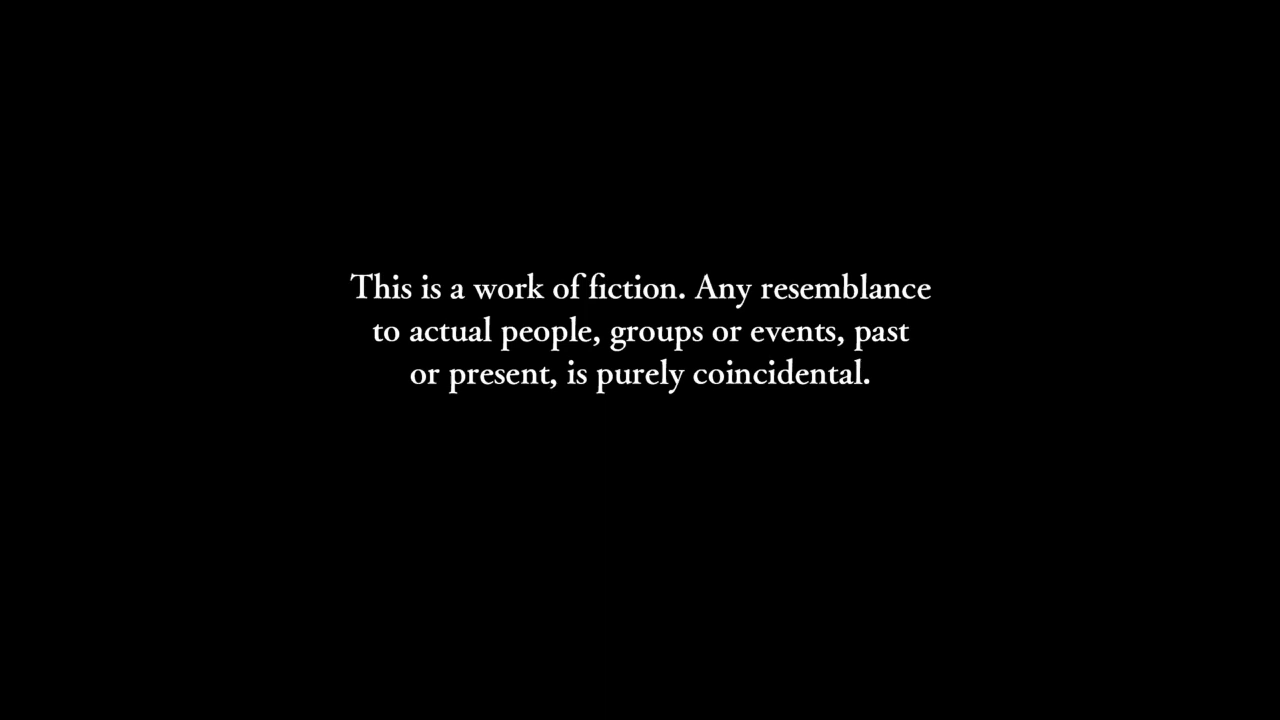 This is a work of fiction. Any resemblance
to actual people, groups or events, past
or present, is purely coincidental.